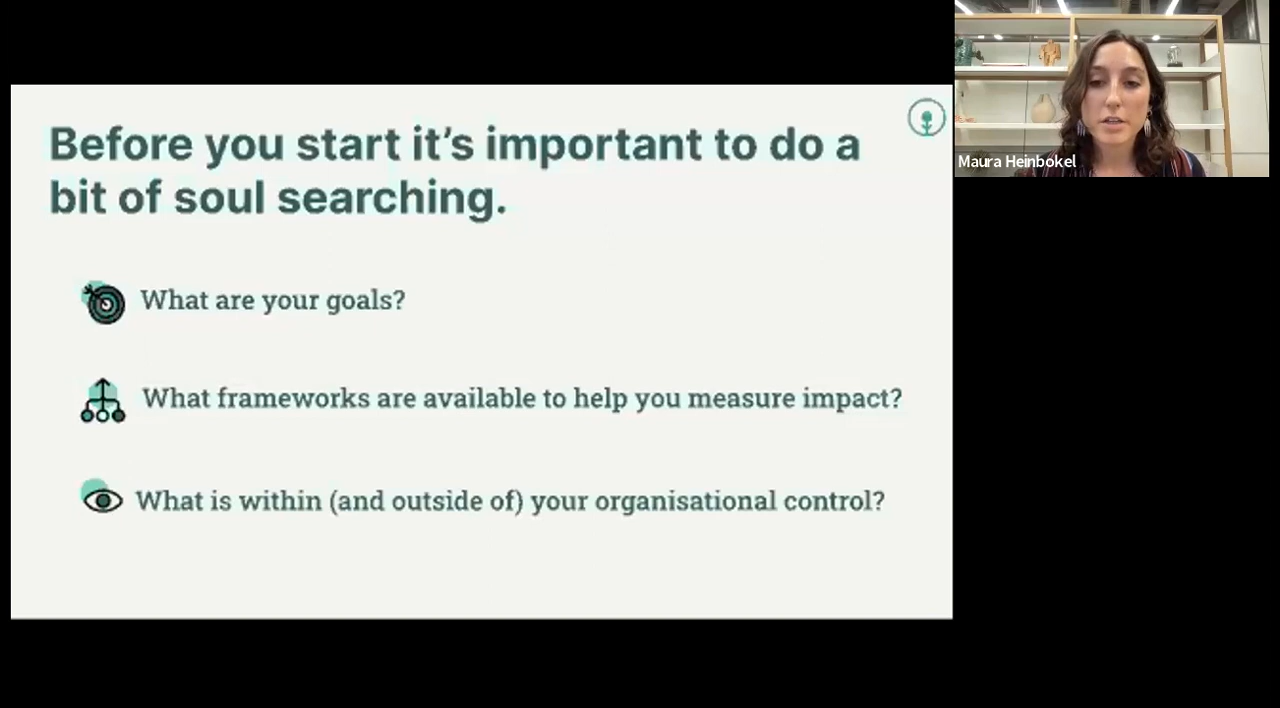 Before you start it’s important to do a
bit of soul searching.
What are your goals?
What frameworks are available to help you measure impact?
What is within (and outside of) your organisational control?
Maura Heinbokel